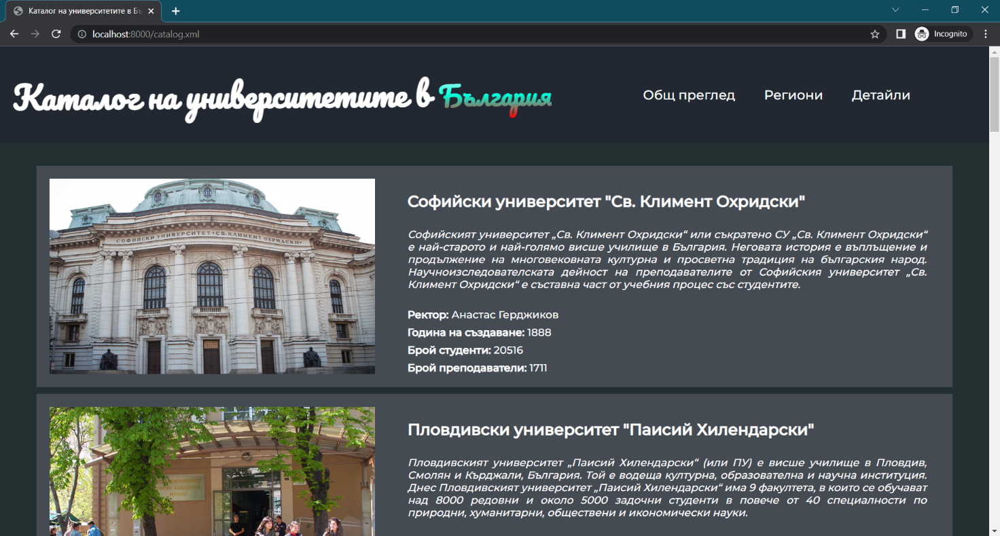 Каталог на университетите в Бъ
localhost:8000/catalog.xml
Incognito
Каталог на университетите в България
Общ преглед
Региони
Детайли
СОФИЙСКИ УНИВЕРСИТЕТ • СВ. КЛИМЕНТ ОХРИДСКИ •
Софийски университет "Св. Климент Охридски"
Софийският университет „Св. Климент Охридски“ или съкратено СУ „Св. Климент Охридски“
е най-старото и най-голямо висше училище в България. Неговата история е въплъщение и
продължение на многовековната културна и просветна традиция на българския народ.
Научноизследователската дейност на преподавателите от Софийския университет „Св.
Климент Охридски“ е съставна част от учебния процес със студентите.
Ректор: Анастас Герджиков
Година на създаване: 1888
Брой студенти: 20516
Брой преподаватели: 1711
Пловдивски университет "Паисий Хилендарски"
Пловдивският университет „Паисий Хилендарски“ (или ПУ) е висше училище в Пловдив,
Смолян и Кърджали, България. Той е водеща културна, образователна и научна институция.
Днес Пловдивският университет „Паисий Хилендарски“ има 9 факултета, в които се обучават
над 8000 редовни и около 5000 задочни студенти в повече от 40 специалности по
природни, хуманитарни, обществени и икономически науки.